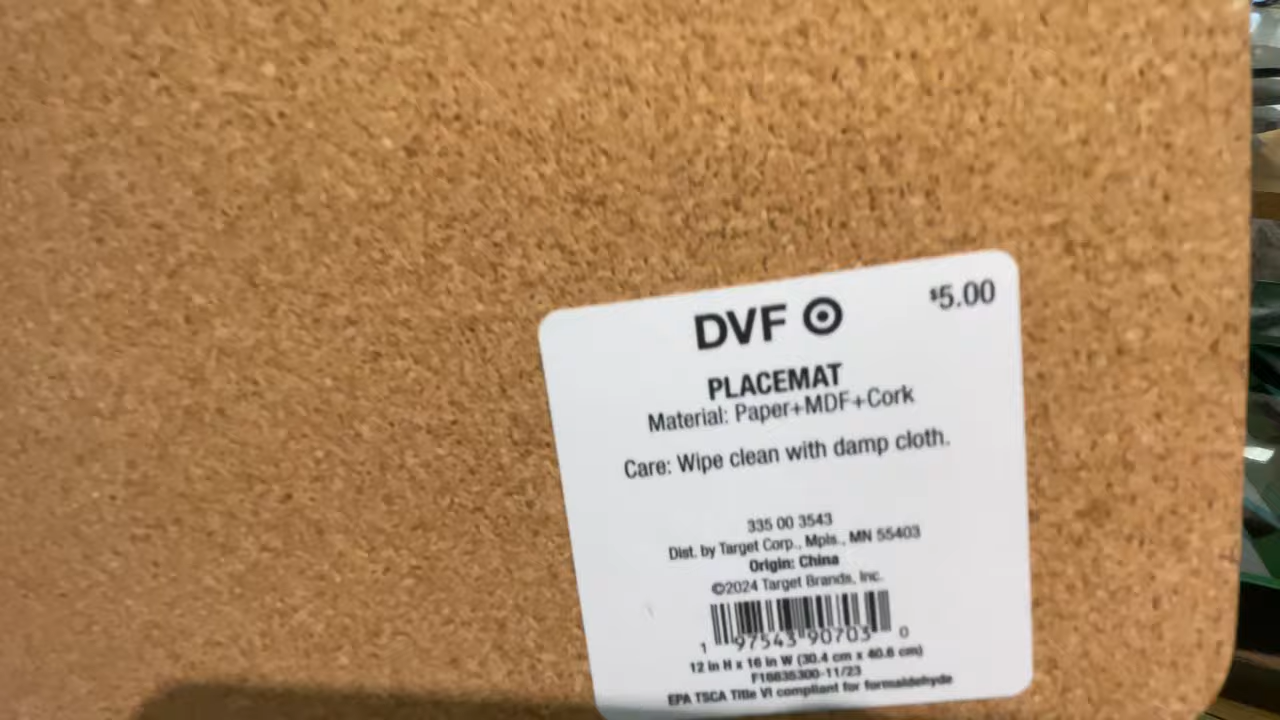 DVF
$5.00
PLACEMAT
Material: Paper+MDF+Cork
Care: Wipe clean with damp cloth.
335 00 3543
Dist. by Target Corp., Mpls., MN 55403
Origin: China
©2024 Target Brands, Inc.
1 97543 90703 0
12 in H x 16 in W (30.4 cm x 40.6 cm)
F16835300-11/23
EPA TSCA Title VI compliant for formaldehyde